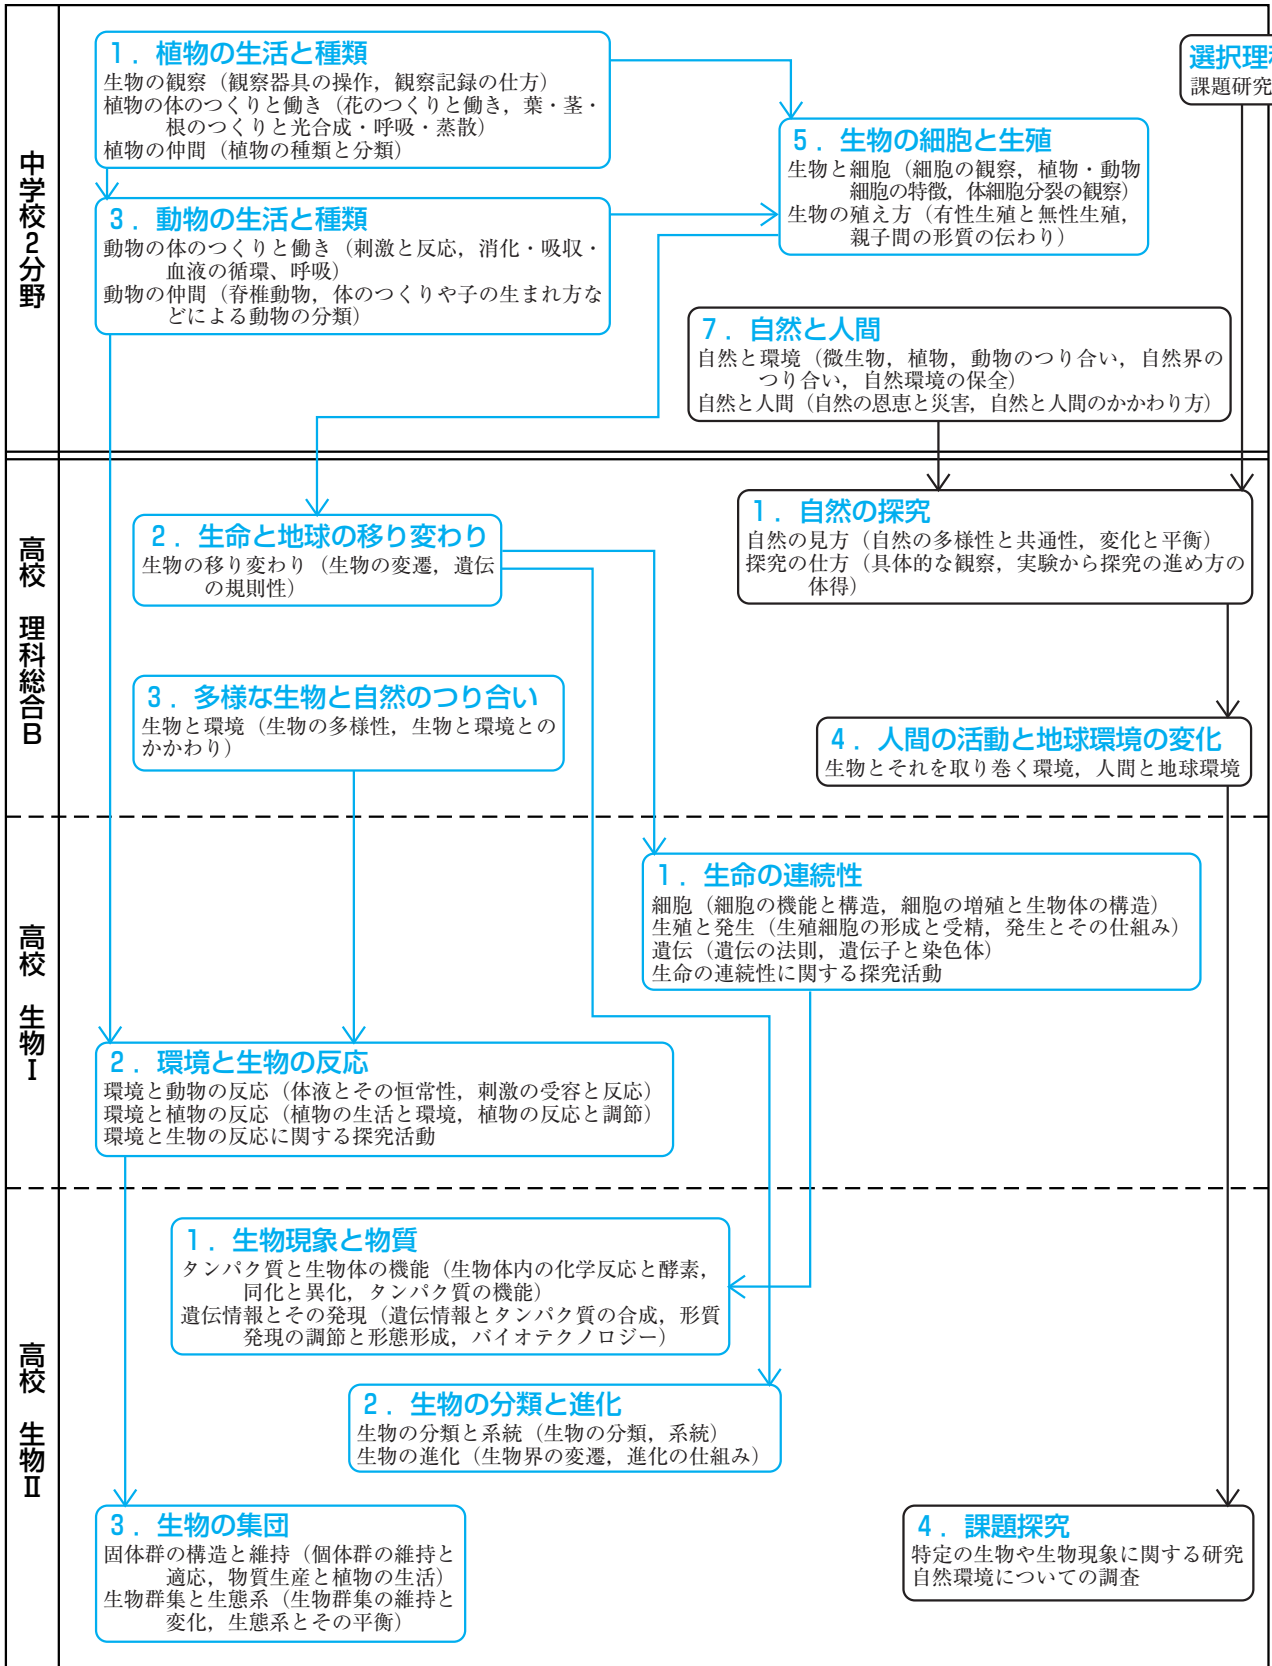 中学校2分野
1．植物の生活と種類
生物の観察（観察器具の操作，観察記録の仕方）
植物の体のつくりと働き（花のつくりと働き，葉・茎・
根のつくりと光合成・呼吸・蒸散）
植物の仲間（植物の種類と分類）
選択理科
課題研究
5．生物の細胞と生殖
生物と細胞（細胞の観察，植物・動物
細胞の特徴，体細胞分裂の観察）
生物の殖え方（有性生殖と無性生殖，
親子間の形質の伝わり）
3．動物の生活と種類
動物の体のつくりと働き（刺激と反応，消化・吸収・
血液の循環、呼吸）
動物の仲間（脊椎動物，体のつくりや子の生まれ方な
どによる動物の分類）
7．自然と人間
自然と環境（微生物，植物，動物のつり合い，自然界の
つり合い，自然環境の保全）
自然と人間（自然の恩恵と災害，自然と人間のかかわり方）
高校 理科総合B
2．生命と地球の移り変わり
生物の移り変わり（生物の変遷，遺伝
の規則性）
1．自然の探究
自然の見方（自然の多様性と共通性，変化と平衡）
探究の仕方（具体的な観察，実験から探究の進め方の
体得）
3．多様な生物と自然のつり合い
生物と環境（生物の多様性，生物と環境との
かかわり）
4．人間の活動と地球環境の変化
生物とそれを取り巻く環境，人間と地球環境
高校 生物Ⅰ
1．生命の連続性
細胞（細胞の機能と構造，細胞の増殖と生物体の構造）
生殖と発生（生殖細胞の形成と受精，発生とその仕組み）
遺伝（遺伝の法則，遺伝子と染色体）
生命の連続性に関する探究活動
2．環境と生物の反応
環境と動物の反応（体液とその恒常性，刺激の受容と反応）
環境と植物の反応（植物の生活と環境，植物の反応と調節）
環境と生物の反応に関する探究活動
高校 生物Ⅱ
1．生物現象と物質
タンパク質と生物体の機能（生物体内の化学反応と酵素，
同化と異化，タンパク質の機能）
遺伝情報とその発現（遺伝情報とタンパク質の合成，形質
発現の調節と形態形成，バイオテクノロジー）
2．生物の分類と進化
生物の分類と系統（生物の分類，系統）
生物の進化（生物界の変遷，進化の仕組み）
3．生物の集団
固体群の構造と維持（個体群の維持と
適応，物質生産と植物の生活）
生物群集と生態系（生物群集の維持と
変化，生態系とその平衡）
4．課題探究
特定の生物や生物現象に関する研究
自然環境についての調査